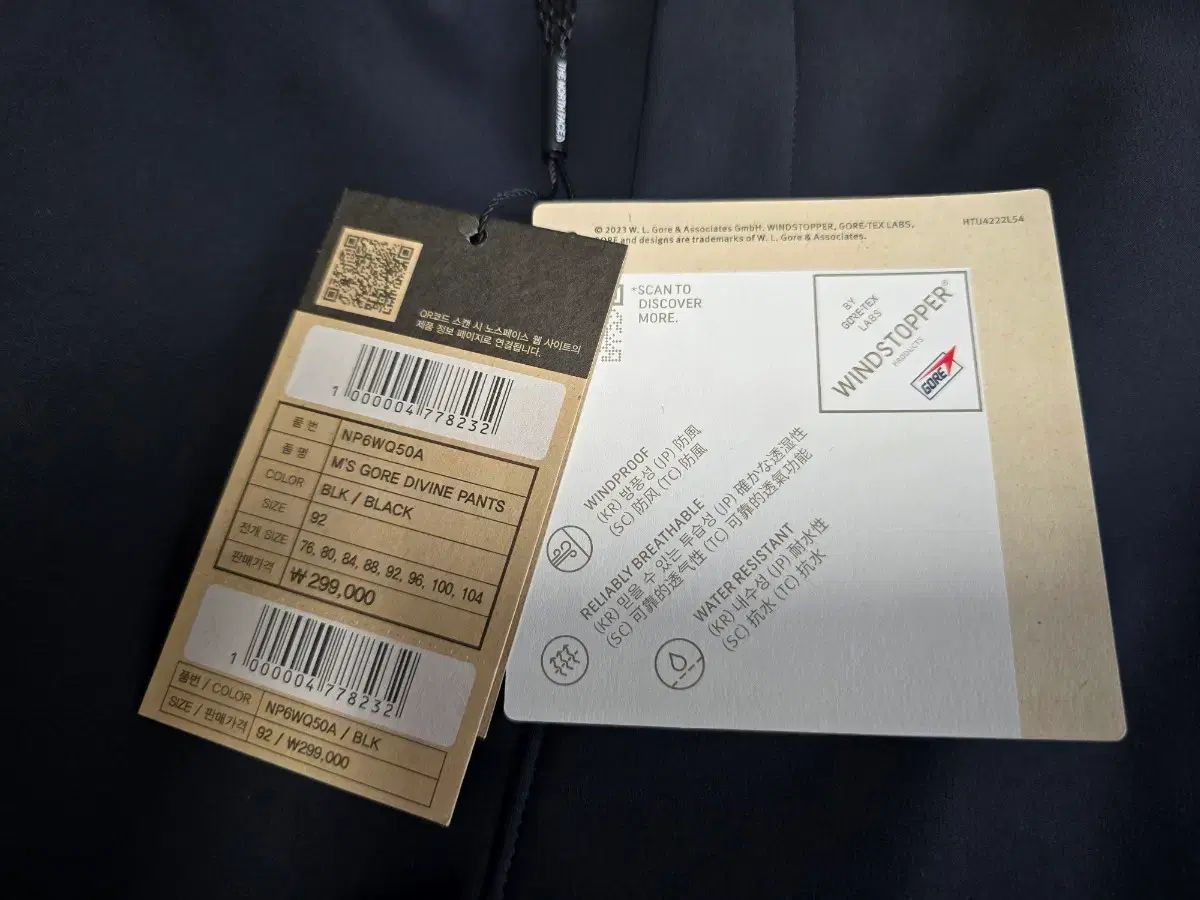 THE NORTH FACE
QR코드 스캔 시 노스페이스 웹 사이트의
제품 정보 페이지로 연결됩니다.
1 000004 778232
품번 NP6WQ50A
품명 M'S GORE DIVINE PANTS
COLOR BLK / BLACK
SIZE 92
전개 SIZE 76, 80, 84, 88, 92, 96, 100, 104
판매가격 ₩299,000
1 000004 778232
품번 / COLOR NP6WQ50A / BLK
SIZE / 판매가격 92 / ₩299,000
© 2023 W. L. Gore & Associates GmbH. WINDSTOPPER, GORE-TEX LABS,
GORE and designs are trademarks of W. L. Gore & Associates.
HTU4222L54
*SCAN TO
DISCOVER
MORE.
BY
GORE-TEX
LABS
WINDSTOPPER®
PRODUCTS
GORE
WINDPROOF
(KR) 방풍성 (JP) 防風
(SC) 防风 (TC) 防風
RELIABLY BREATHABLE
(KR) 믿을 수 있는 투습성 (JP) 確かな透湿性
(SC) 可靠的透气性 (TC) 可靠的透氣功能
WATER RESISTANT
(KR) 내수성 (JP) 耐水性
(SC) 抗水 (TC) 抗水